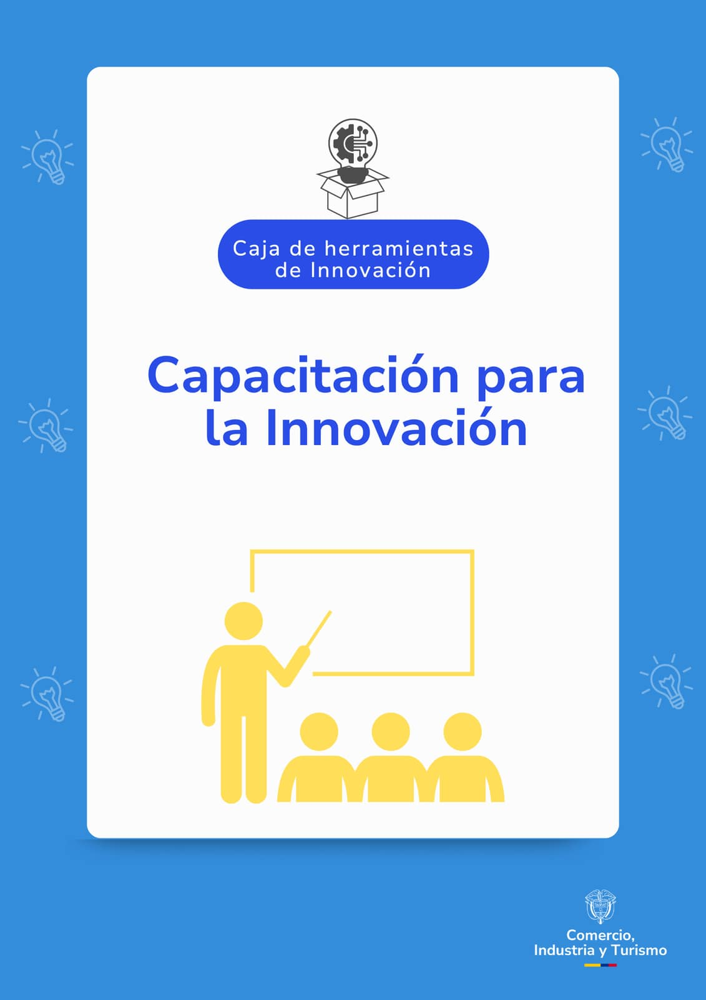 Caja de herramientas
de Innovación
Capacitación para
la Innovación
Comercio,
Industria y Turismo